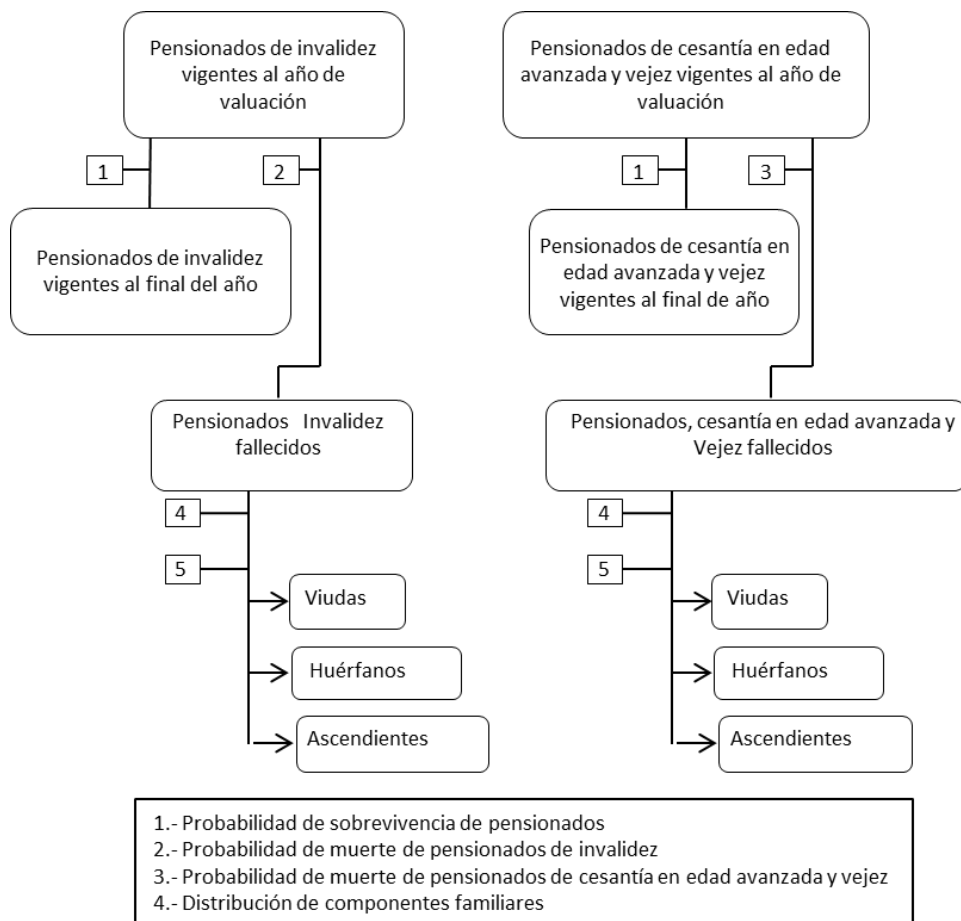 Pensionados de invalidez
vigentes al año de
valuación
Pensionados de cesantía en edad
avanzada y vejez vigentes al año de
valuación
1
2
1
3
Pensionados de invalidez
vigentes al final del año
Pensionados de cesantía en
edad avanzada y vejez
vigentes al final de año
Pensionados Invalidez
fallecidos
Pensionados, cesantía en edad avanzada y
Vejez fallecidos
4
5
Viudas
Huérfanos
Ascendientes
4
5
Viudas
Huérfanos
Ascendientes
1.- Probabilidad de sobrevivencia de pensionados
2.- Probabilidad de muerte de pensionados de invalidez
3.- Probabilidad de muerte de pensionados de cesantía en edad avanzada y vejez
4.- Distribución de componentes familiares